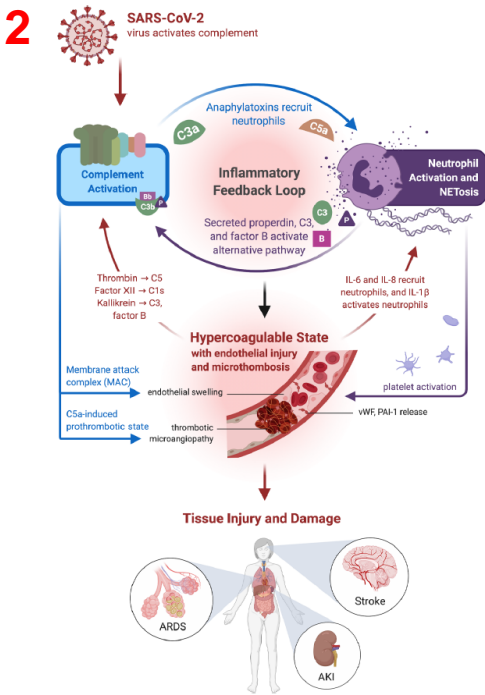 2
SARS-CoV-2
virus activates complement
Anaphylatoxins recruit
neutrophils
C3a
C5a
Complement
Activation
Bb
C3b
P
Inflammatory
Feedback Loop
Neutrophil
Activation and
NETosis
Secreted properdin, C3,
and factor B activate
alternative pathway
C3
P
B
Thrombin → C5
Factor XII → C1s
Kallikrein → C3,
factor B
IL-6 and IL-8 recruit
neutrophils, and IL-1β
activates neutrophils
Hypercoagulable State
with endothelial injury
and microthombosis
Membrane attack
complex (MAC)
endothelial swelling
platelet activation
C5a-induced
prothrombotic state
thrombotic
microangiopathy
vWF, PAI-1 release
Tissue Injury and Damage
ARDS
Stroke
AKI